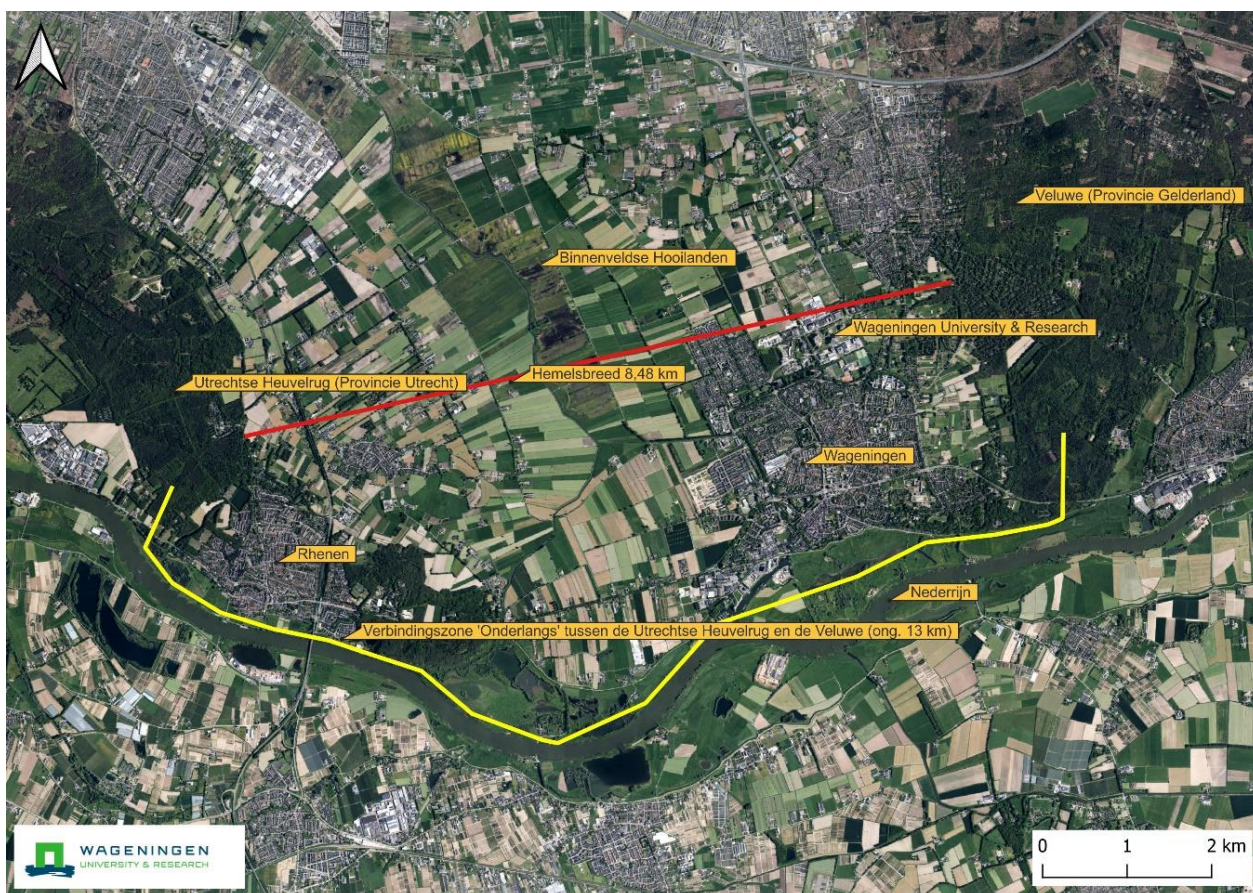 Veluwe (Provincie Gelderland)
Binnenveldse Hooilanden
Wageningen University & Research
Hemelsbreed 8,48 km
Utrechtse Heuvelrug (Provincie Utrecht)
Wageningen
Rhenen
Nederrijn
Verbindingszone 'Onderlangs' tussen de Utrechtse Heuvelrug en de Veluwe (ong. 13 km)
WAGENINGEN
UNIVERSITY & RESEARCH
0 1 2 km